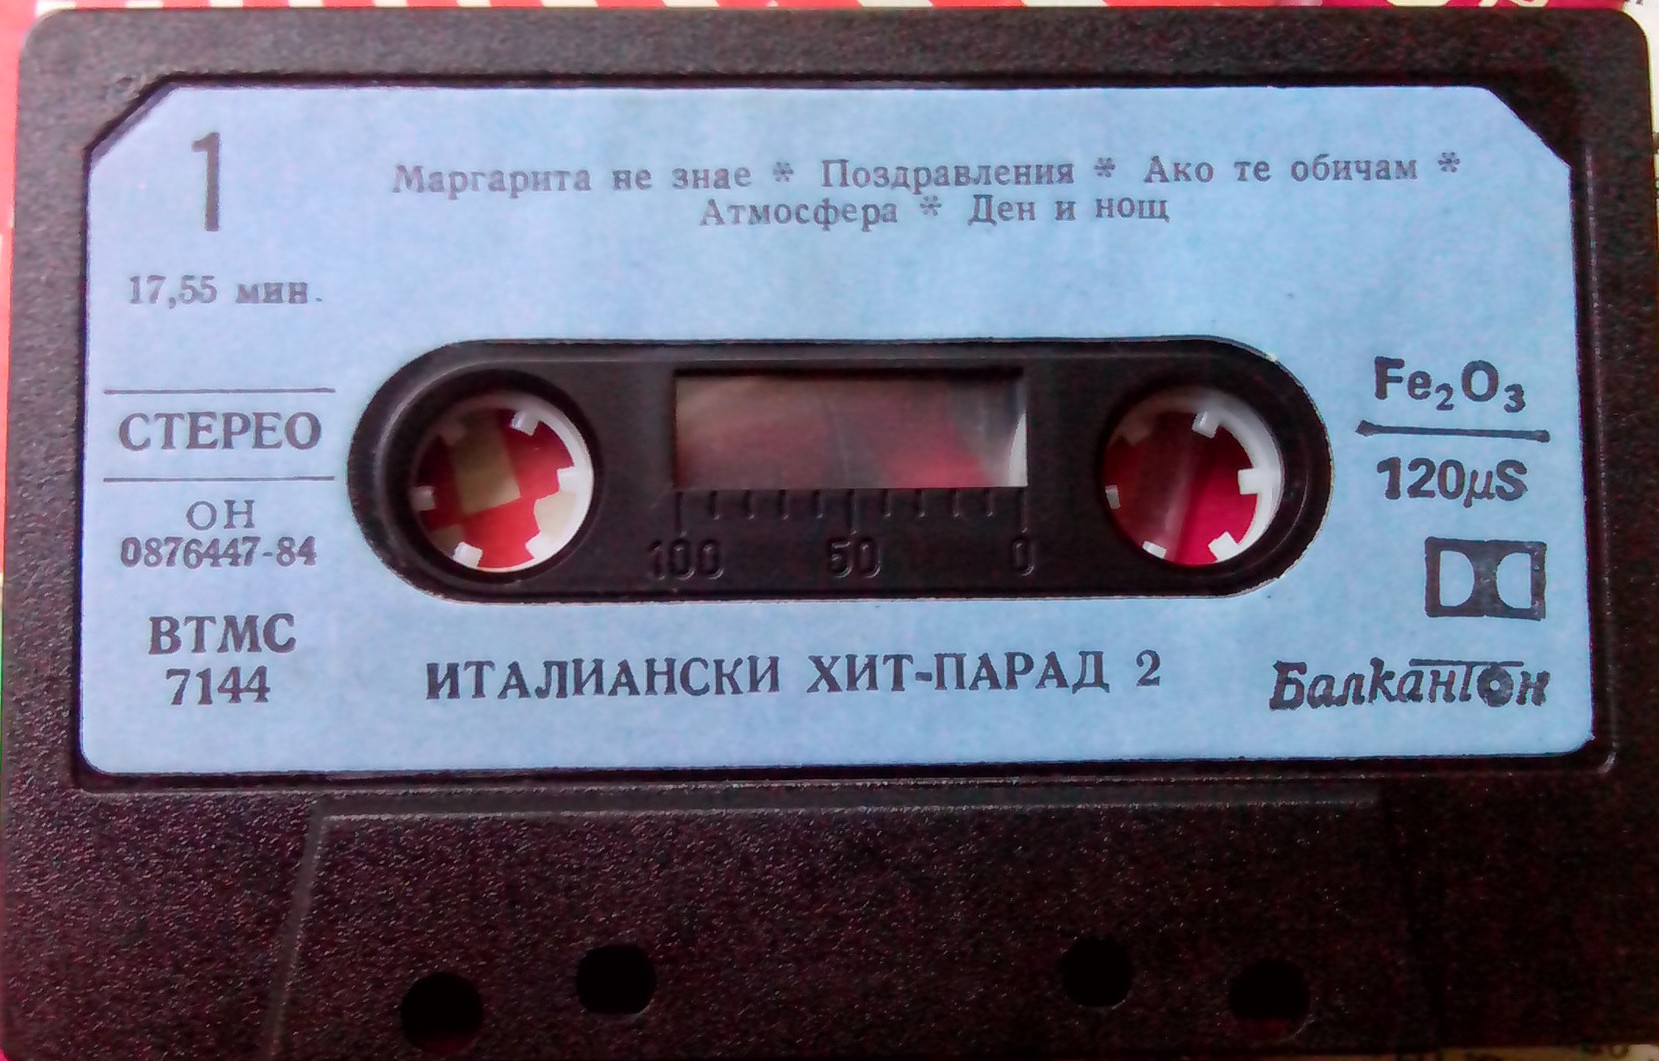 1
Маргарита не знае * Поздравления * Ако те обичам *
Атмосфера * Ден и нощ
17,55 мин.
СТЕРЕО
ОН
0876447-84
ВТМС
7144
100 50 0
Fe₂O₃
120µS
ИТАЛИАНСКИ ХИТ-ПАРАД 2
Балкантон